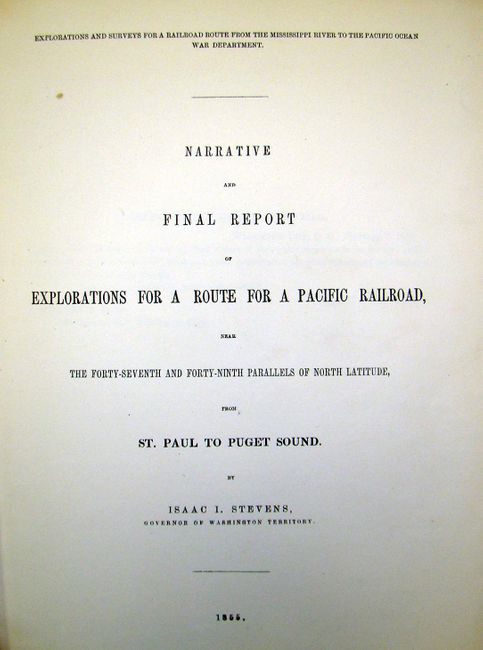 EXPLORATIONS AND SURVEYS FOR A RAILROAD ROUTE FROM THE MISSISSIPPI RIVER TO THE PACIFIC OCEAN
WAR DEPARTMENT.
NARRATIVE
AND
FINAL REPORT
OF
EXPLORATIONS FOR A ROUTE FOR A PACIFIC RAILROAD,
NEAR
THE FORTY-SEVENTH AND FORTY-NINTH PARALLELS OF NORTH LATITUDE,
FROM
ST. PAUL TO PUGET SOUND.
BY
ISAAC I. STEVENS,
GOVERNOR OF WASHINGTON TERRITORY.
1855.